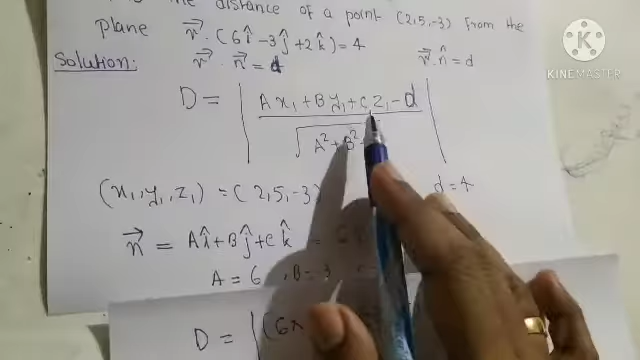 the distance of a point (2,5,-3) from the
plane r⃗ · (6î -3ĵ +2k̂) = 4
Solution: r⃗ · n⃗ = d r⃗ · n̂ = d
D = | Ax₁ + By₁ + Cz₁ - d / √A² + B² |
(x₁, y₁, z₁) = (2, 5, -3) d = 4
n⃗ = Aî + Bĵ + Ck̂ = 6
A = 6 , B = -3
D = | (6x
KINEMASTER